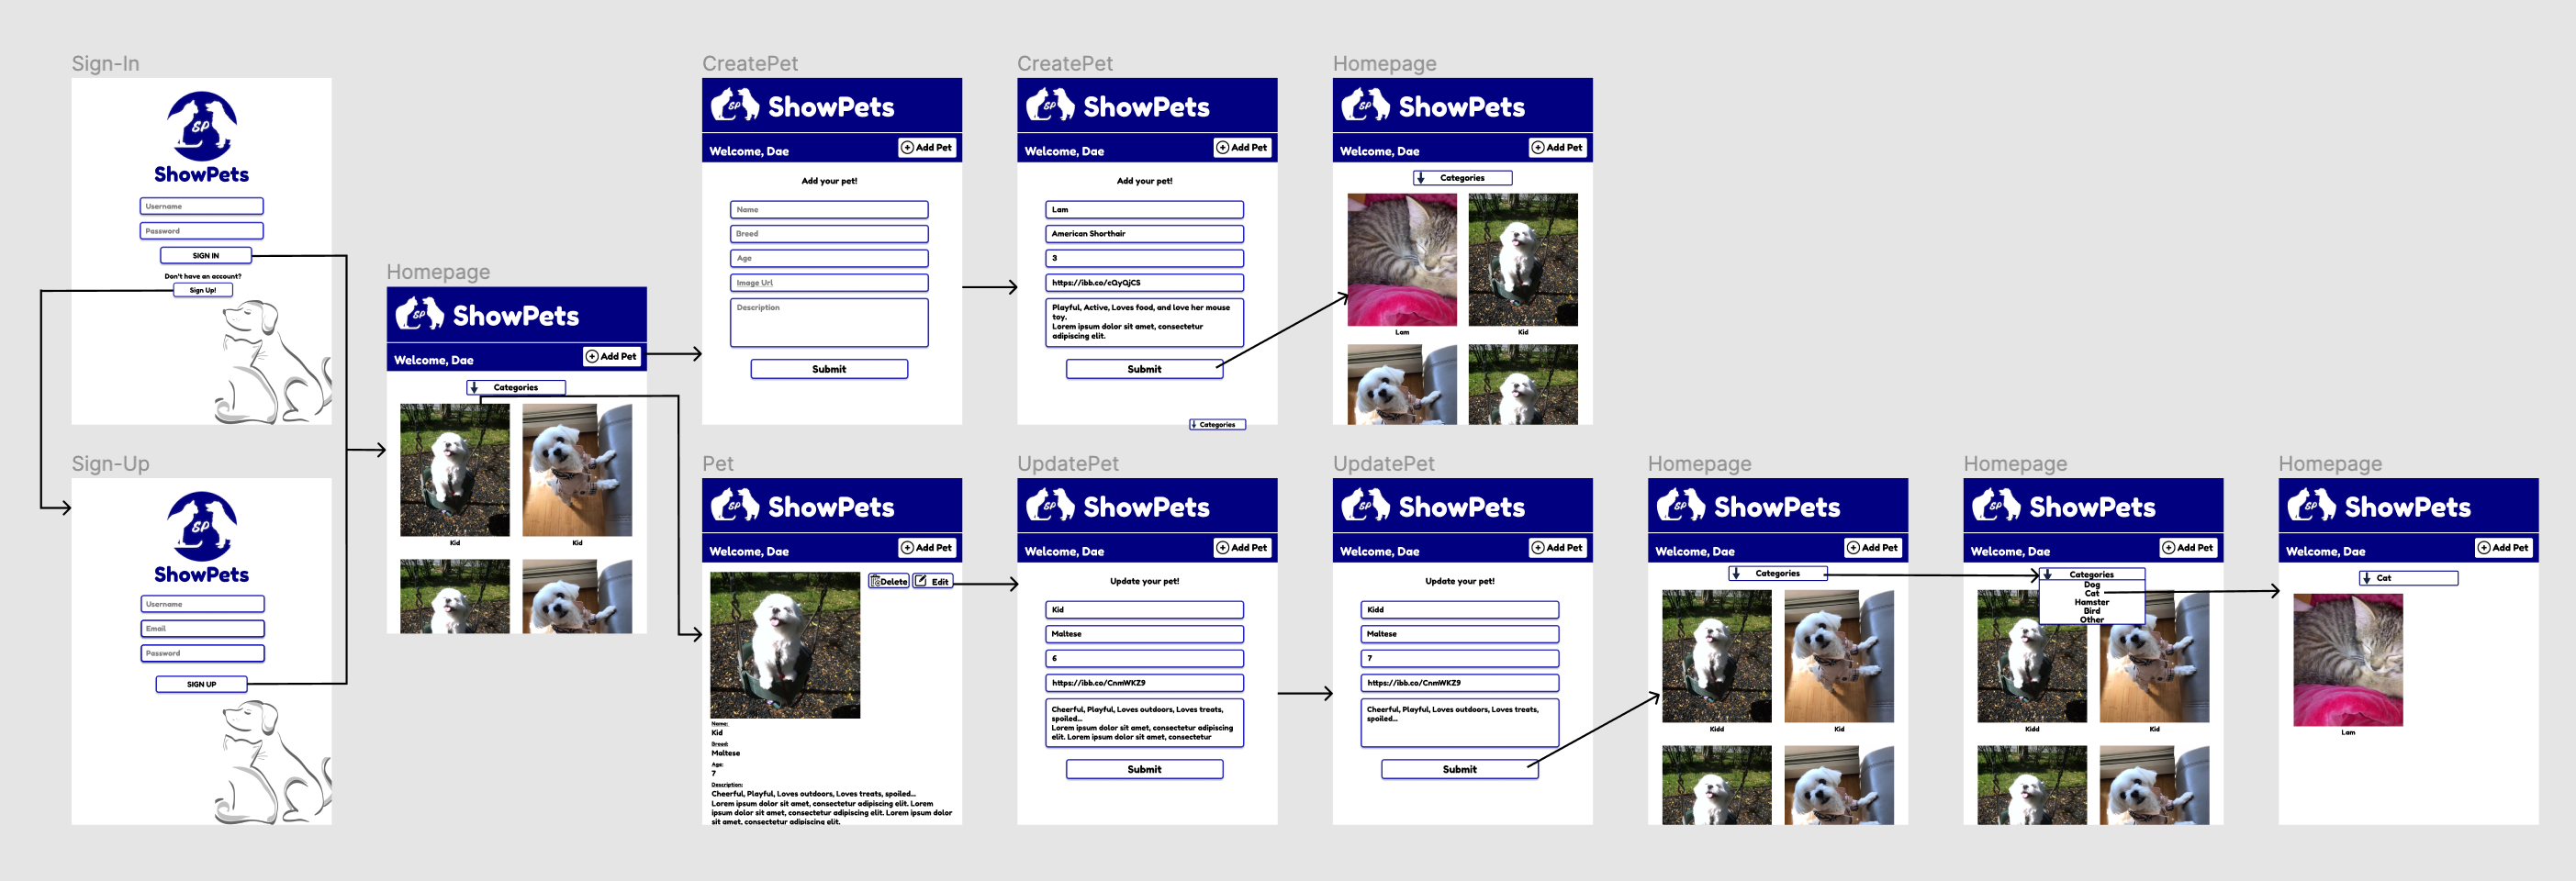 Sign-In
SP
ShowPets
Username
Password
SIGN IN
Don't have an account?
Sign Up!
Sign-Up
SP
ShowPets
Username
Email
Password
SIGN UP
Homepage
SP
ShowPets
Welcome, Dae
Add Pet
Categories
Kid
Kid
CreatePet
SP
ShowPets
Welcome, Dae
Add Pet
Add your pet!
Name
Breed
Age
Image Url
Description
Submit
CreatePet
SP
ShowPets
Welcome, Dae
Add Pet
Add your pet!
Lam
American Shorthair
3
https://ibb.co/cQyQjCS
Playful, Active, Loves food, and love her mouse
toy.
Lorem ipsum dolor sit amet, consectetur
adipiscing elit.
Submit
Categories
Homepage
SP
ShowPets
Welcome, Dae
Add Pet
Categories
Lam
Kid
Pet
SP
ShowPets
Welcome, Dae
Add Pet
Delete
Edit
Name:
Kid
Breed:
Maltese
Age:
7
Description:
Cheerful, Playful, Loves outdoors, Loves treats, spoiled...
Lorem ipsum dolor sit amet, consectetur adipiscing elit. Lorem
ipsum dolor sit amet, consectetur adipiscing elit. Lorem ipsum dolor
sit amet, consectetur adipiscing elit.
UpdatePet
SP
ShowPets
Welcome, Dae
Add Pet
Update your pet!
Kid
Maltese
6
https://ibb.co/CnmWKZ9
Cheerful, Playful, Loves outdoors, Loves treats,
spoiled...
Lorem ipsum dolor sit amet, consectetur adipiscing
elit. Lorem ipsum dolor sit amet, consectetur
Submit
UpdatePet
SP
ShowPets
Welcome, Dae
Add Pet
Update your pet!
Kidd
Maltese
7
https://ibb.co/CnmWKZ9
Cheerful, Playful, Loves outdoors, Loves treats,
spoiled...
Submit
Homepage
SP
ShowPets
Welcome, Dae
Add Pet
Categories
Kidd
Kid
Homepage
SP
ShowPets
Welcome, Dae
Add Pet
Categories
Dog
Cat
Hamster
Bird
Other
Kidd
Kid
Homepage
SP
ShowPets
Welcome, Dae
Add Pet
Cat
Lam